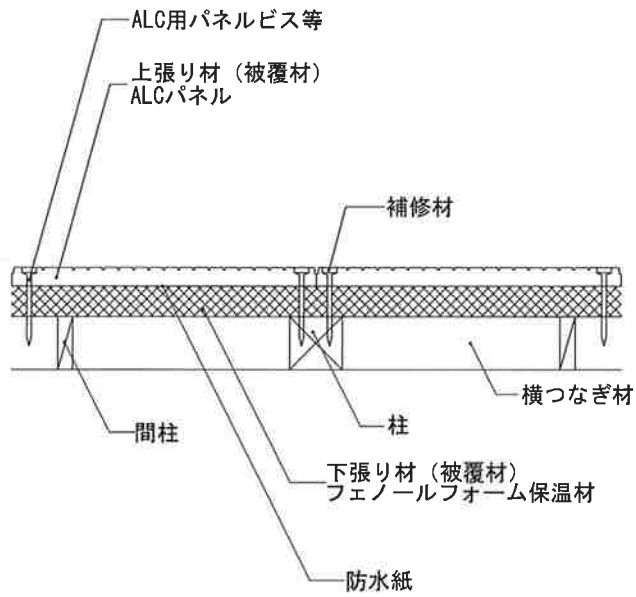 ALC用パネルビス等
上張り材（被覆材）
ALCパネル
補修材
横つなぎ材
柱
間柱
下張り材（被覆材）
フェノールフォーム保温材
防水紙